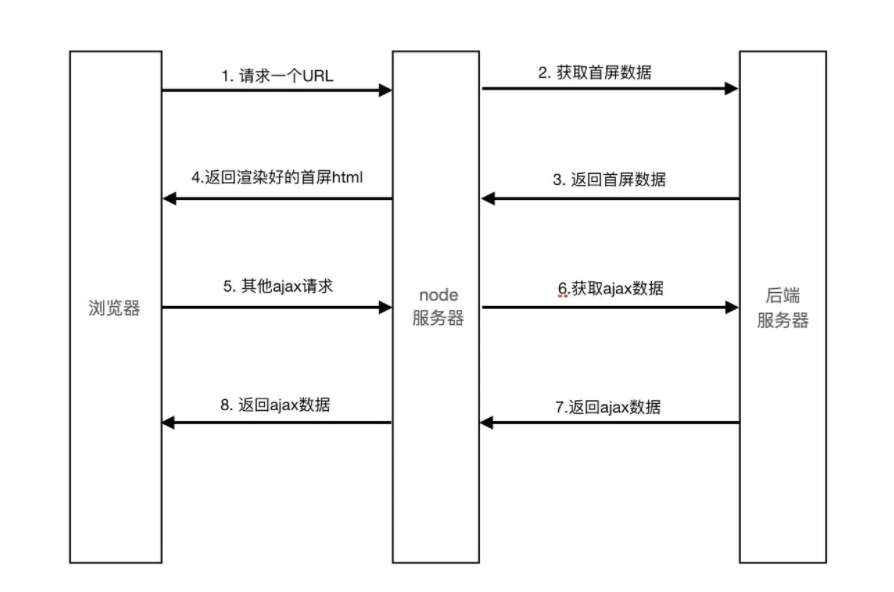 1. 请求一个URL
2. 获取首屏数据
4.返回渲染好的首屏html
3. 返回首屏数据
5. 其他ajax请求
6.获取ajax数据
浏览器
node
服务器
后端
服务器
8. 返回ajax数据
7.返回ajax数据